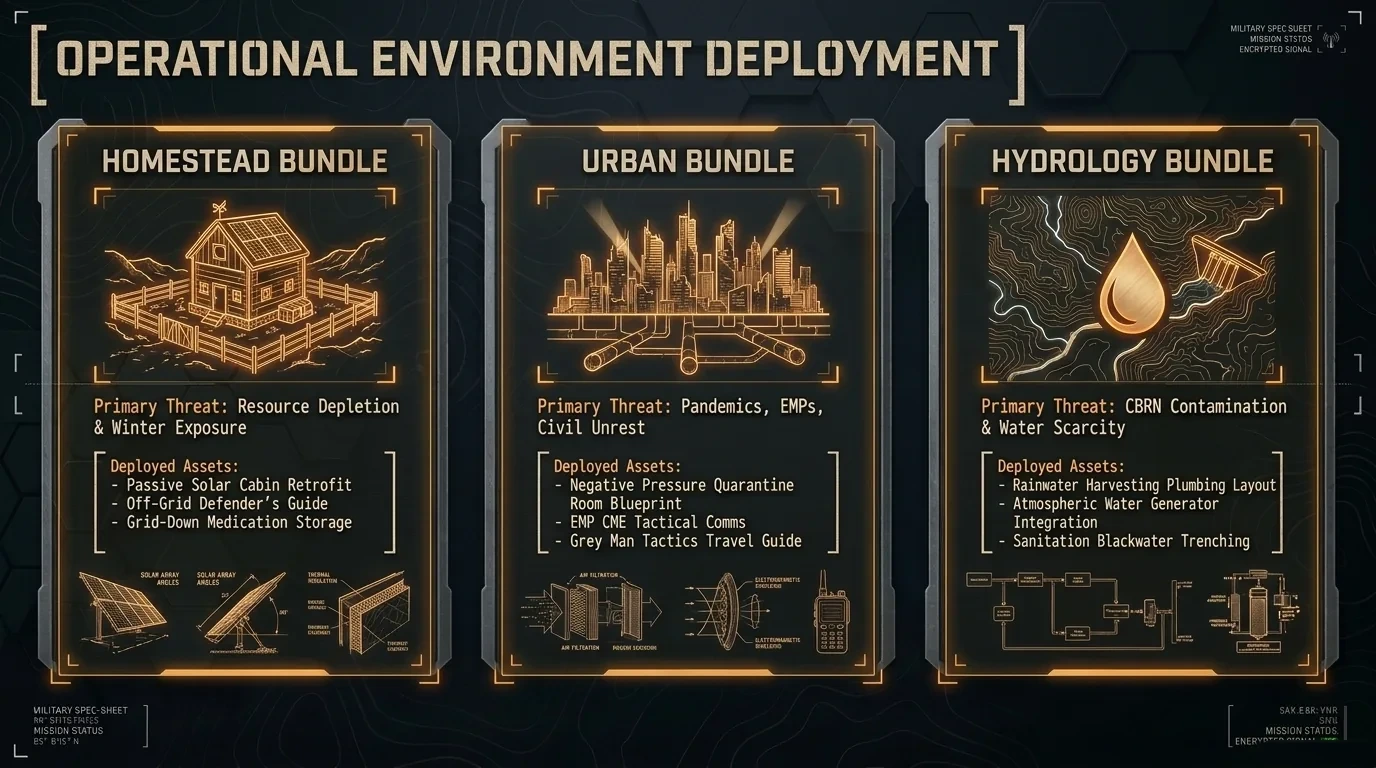 OPERATIONAL ENVIRONMENT DEPLOYMENT
MILITARY SPEC SUEET
MISSION STSTOS
ENCRYPTED SIGNAL
HOMESTEAD BUNDLE
Primary Threat: Resource Depletion
& Winter Exposure
Deployed Assets:
- Passive Solar Cabin Retrofit
- Off-Grid Defender's Guide
- Grid-Down Medication Storage
SOLAR ARRAY
ANGLES
SOLAR ARRAY
ANGLES
THERMAL
URBAN BUNDLE
Primary Threat: Pandemics, EMPs,
Civil Unrest
Deployed Assets:
- Negative Pressure Quarantine
Room Blueprint
- EMP CME Tactical Comms
- Grey Man Tactics Travel Guide
AIR FILTRATION
AIR FILTRATION
HYDROLOGY BUNDLE
Primary Threat: CBRN Contamination
& Water Scarcity
Deployed Assets:
- Rainwater Harvesting Plumbing Layout
- Atmospheric Water Generator
Integration
- Sanitation Blackwater Trenching
MILITARY SPEC-SHEET
MISSION STATUS
MISSION STATDS